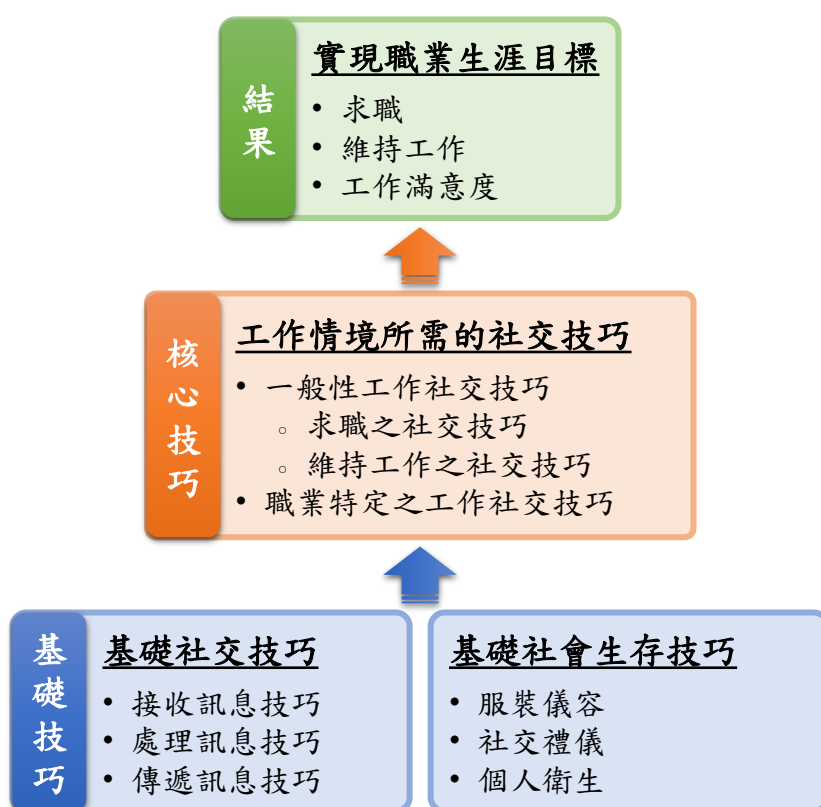 結果
實現職業生涯目標
• 求職
• 維持工作
• 工作滿意度
核心技巧
工作情境所需的社交技巧
• 一般性工作社交技巧
。 求職之社交技巧
。 維持工作之社交技巧
• 職業特定之工作社交技巧
基礎技巧
基礎社交技巧
• 接收訊息技巧
• 處理訊息技巧
• 傳遞訊息技巧
基礎社會生存技巧
• 服裝儀容
• 社交禮儀
• 個人衛生